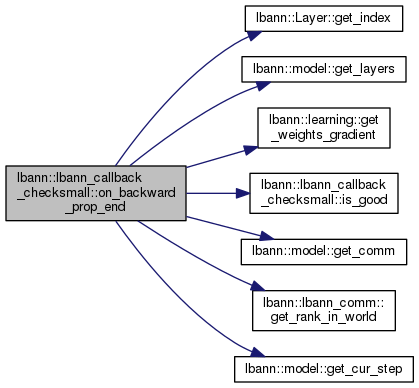 lbann::Layer::get_index
lbann::model::get_layers
lbann::learning::get
_weights_gradient
lbann::lbann_callback
_checksmall::on_backward
_prop_end
lbann::lbann_callback
_checksmall::is_good
lbann::model::get_comm
lbann::lbann_comm::
get_rank_in_world
lbann::model::get_cur_step